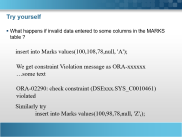 Try yourself
• What happens if invalid data entered to some columns in the MARKS
table ?
insert into Marks values(100,108,78,null,'A');
We get constraint Violation message as ORA-xxxxxx
…some text
ORA-02290: check constraint (DSExxx.SYS_C0010461)
violated
Similarly try
insert into Marks values(100,98,78,null, 'Z',);